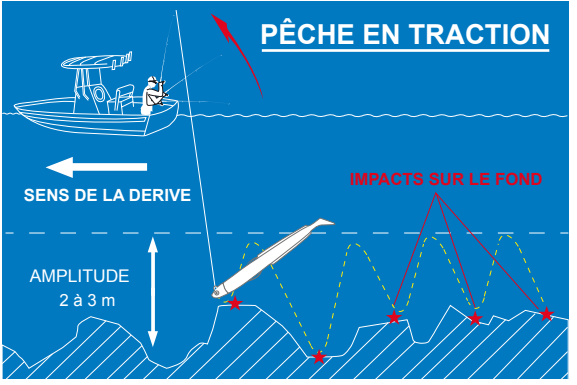 PÊCHE EN TRACTION
SENS DE LA DERIVE
IMPACTS SUR LE FOND
AMPLITUDE
2 à 3 m